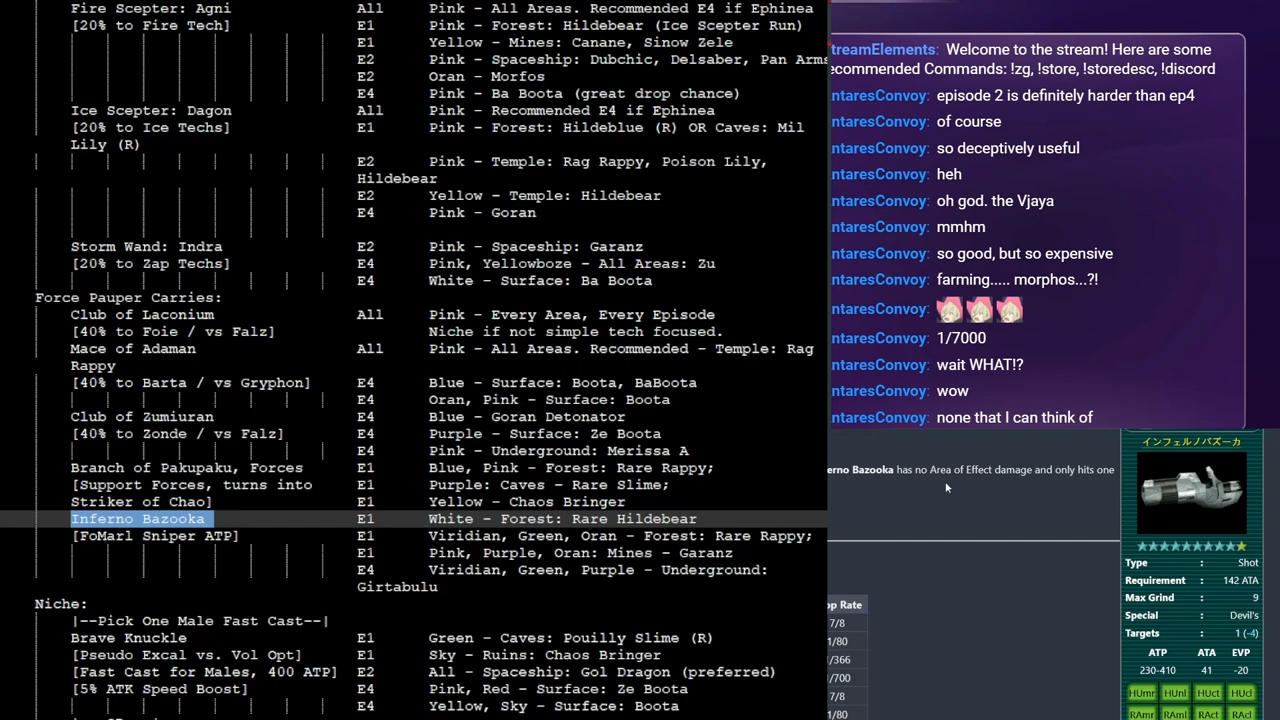 Fire Scepter: Agni All Pink - All Areas. Recommended E4 if Ephinea
[20% to Fire Tech] E1 Pink - Forest: Hildebear (Ice Scepter Run)
E1 Yellow - Mines: Canane, Sinow Zele
E2 Pink - Spaceship: Dubchic, Delsaber, Pan Arms
E2 Oran - Morfos
E4 Pink - Ba Boota (great drop chance)
Ice Scepter: Dagon All Pink - Recommended E4 if Ephinea
[20% to Ice Techs] E1 Pink - Forest: Hildeblue (R) OR Caves: Mil
Lily (R)
E2 Pink - Temple: Rag Rappy, Poison Lily,
Hildebear
E2 Yellow - Temple: Hildebear
E4 Pink - Goran
Storm Wand: Indra E2 Pink - Spaceship: Garanz
[20% to Zap Techs] E4 Pink, Yellowboze - All Areas: Zu
E4 White - Surface: Ba Boota
Force Pauper Carries:
Club of Laconium All Pink - Every Area, Every Episode
[40% to Foie / vs Falz] Niche if not simple tech focused.
Mace of Adaman All Pink - All Areas. Recommended - Temple: Rag
Rappy
[40% to Barta / vs Gryphon] E4 Blue - Surface: Boota, BaBoota
E4 Oran, Pink - Surface: Boota
Club of Zumiuran E4 Blue - Goran Detonator
[40% to Zonde / vs Falz] E4 Purple - Surface: Ze Boota
E4 Pink - Underground: Merissa A
Branch of Pakupaku, Forces E1 Blue, Pink - Forest: Rare Rappy;
[Support Forces, turns into E1 Purple: Caves - Rare Slime;
Striker of Chao] E1 Yellow - Chaos Bringer
Inferno Bazooka E1 White - Forest: Rare Hildebear
[FoMarl Sniper ATP] E1 Viridian, Green, Oran - Forest: Rare Rappy;
E1 Pink, Purple, Oran: Mines - Garanz
E4 Viridian, Green, Purple - Underground:
Girtabulu
Niche:
|--Pick One Male Fast Cast--|
Brave Knuckle E1 Green - Caves: Pouilly Slime (R)
[Pseudo Excal vs. Vol Opt] E1 Sky - Ruins: Chaos Bringer
[Fast Cast for Males, 400 ATP] E2 All - Spaceship: Gol Dragon (preferred)
[5% ATK Speed Boost] E4 Pink, Red - Surface: Ze Boota
E4 Yellow, Sky - Surface: Boota
treamElements: Welcome to the stream! Here are some
ecommended Commands: !zg, !store, !storedesc, !discord
ntaresConvoy: episode 2 is definitely harder than ep4
ntaresConvoy: of course
ntaresConvoy: so deceptively useful
ntaresConvoy: heh
ntaresConvoy: oh god. the Vjaya
ntaresConvoy: mmhm
ntaresConvoy: so good, but so expensive
ntaresConvoy: farming..... morphos...?!
ntaresConvoy:
ntaresConvoy: 1/7000
ntaresConvoy: wait WHAT!?
ntaresConvoy: wow
ntaresConvoy: none that I can think of
erno Bazooka has no Area of Effect damage and only hits one
op Rate
7/8
1/80
1/366
1/700
7/8
1/80
インフェルノバズーカ
Type : Shot
Requirement : 142 ATA
Max Grind : 9
Special : Devil's
Targets : 1 (-4)
ATP ATA EVP
230-410 41 -20
HUmr HUnl HUct HUcl
RAmr RAml RAct RAcl